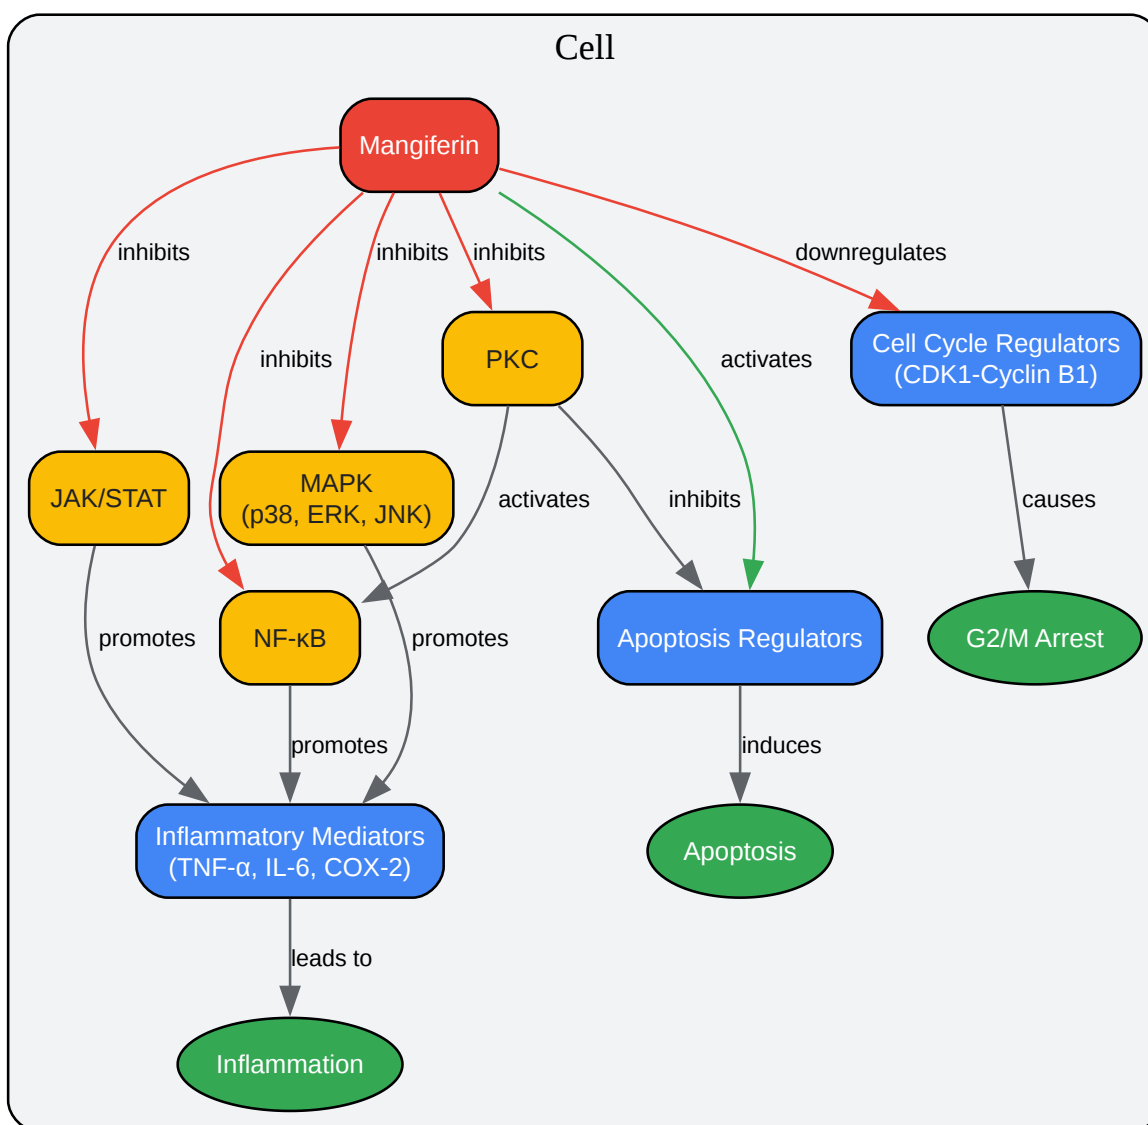 Cell
Mangiferin
inhibits
inhibits
inhibits
downregulates
inhibits
PKC
activates
Cell Cycle Regulators
(CDK1-Cyclin B1)
JAK/STAT
MAPK
(p38, ERK, JNK)
activates
inhibits
causes
promotes
NF-κB
promotes
Apoptosis Regulators
G2/M Arrest
promotes
induces
Inflammatory Mediators
(TNF-α, IL-6, COX-2)
Apoptosis
leads to
Inflammation